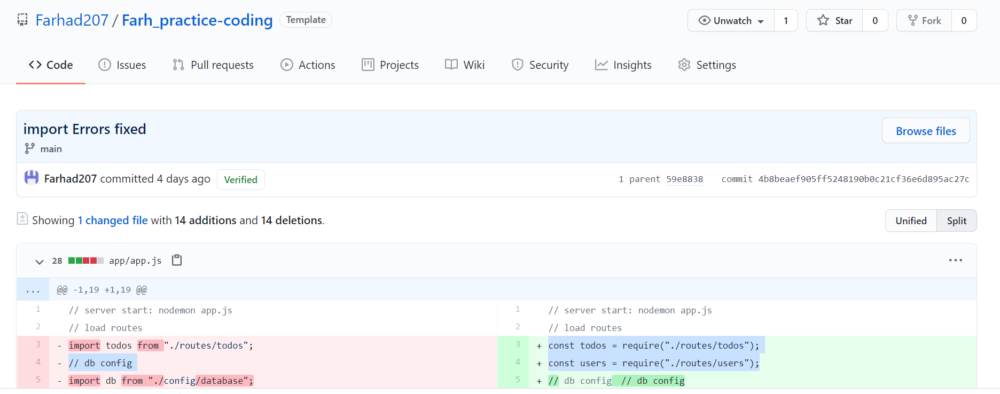 Farhad207 / Farh_practice-coding Template Unwatch 1 Star 0 Fork 0
Code Issues Pull requests Actions Projects Wiki Security Insights Settings
import Errors fixed
Browse files
main
Farhad207 committed 4 days ago Verified 1 parent 59e8838 commit 4b8beaef905ff5248190b0c21cf36e6d895ac27c
Showing 1 changed file with 14 additions and 14 deletions.
Unified Split
28 app/app.js ...
... @@ -1,19 +1,19 @@
1 // server start: nodemon app.js
2 // load routes
3 - import todos from "./routes/todos";
4 - // db config
5 - import db from "./config/database";
1 // server start: nodemon app.js
2 // load routes
3 + const todos = require("./routes/todos");
4 + const users = require("./routes/users");
5 + // db config // db config